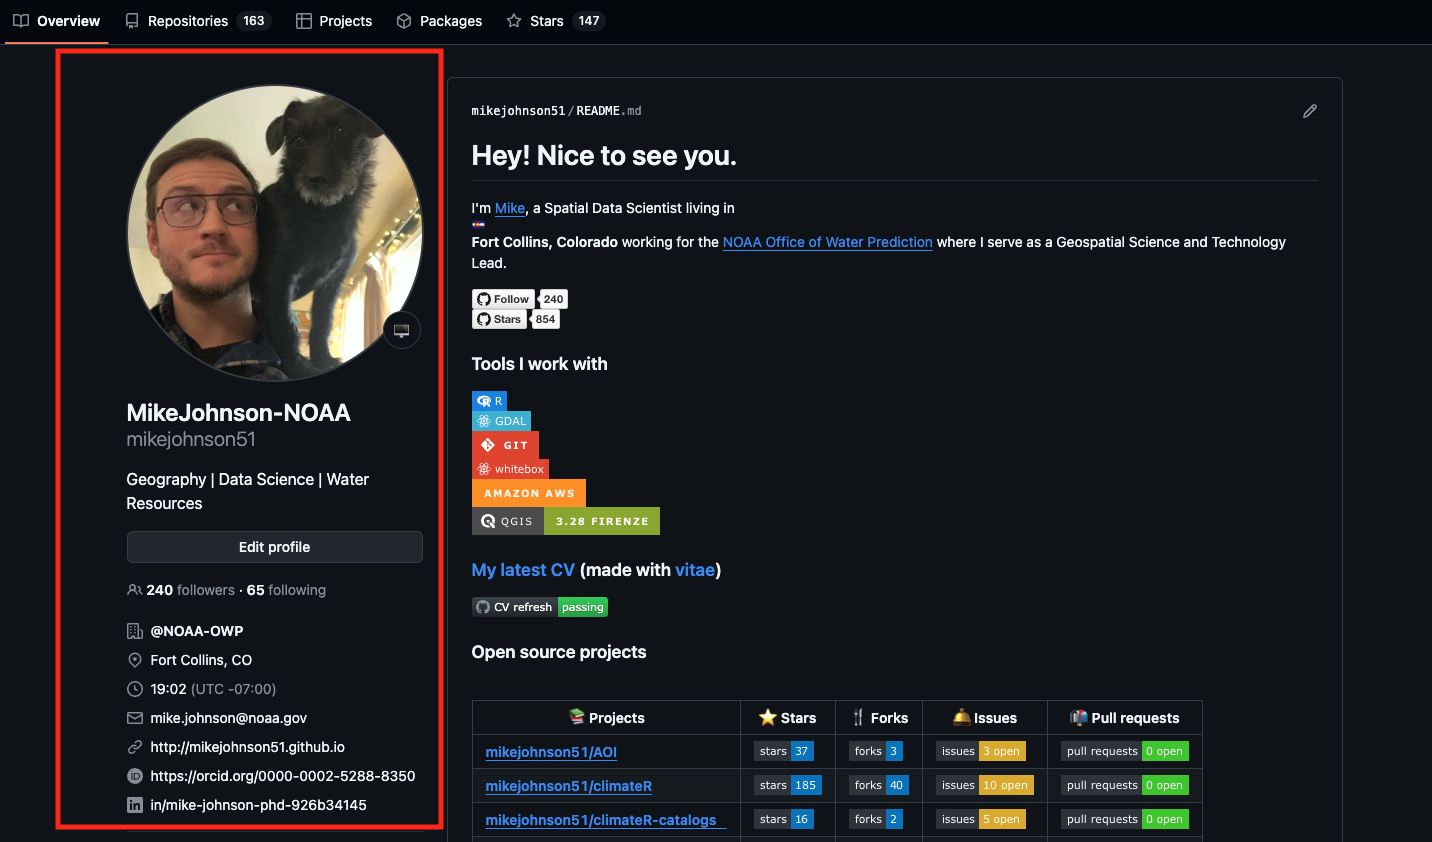 Overview Repositories 163 Projects Packages Stars 147
MikeJohnson-NOAA
mikejohnson51
Geography | Data Science | Water
Resources
Edit profile
240 followers · 65 following
@NOAA-OWP
Fort Collins, CO
19:02 (UTC -07:00)
mike.johnson@noaa.gov
http://mikejohnson51.github.io
iD https://orcid.org/0000-0002-5288-8350
in in/mike-johnson-phd-926b34145
mikejohnson51/README.md
Hey! Nice to see you.
I'm Mike, a Spatial Data Scientist living in
Fort Collins, Colorado working for the NOAA Office of Water Prediction where I serve as a Geospatial Science and Technology
Lead.
Follow 240
Stars 854
Tools I work with
R R
GDAL
GIT
whitebox
AMAZON AWS
QGIS 3.28 FIRENZE
My latest CV (made with vitae)
CV refresh passing
Open source projects
Projects Stars Forks Issues Pull requests
mikejohnson51/AOI stars 37 forks 3 issues 3 open pull requests 0 open
mikejohnson51/climateR stars 185 forks 40 issues 10 open pull requests 0 open
mikejohnson51/climateR-catalogs stars 16 forks 2 issues 5 open pull requests 0 open